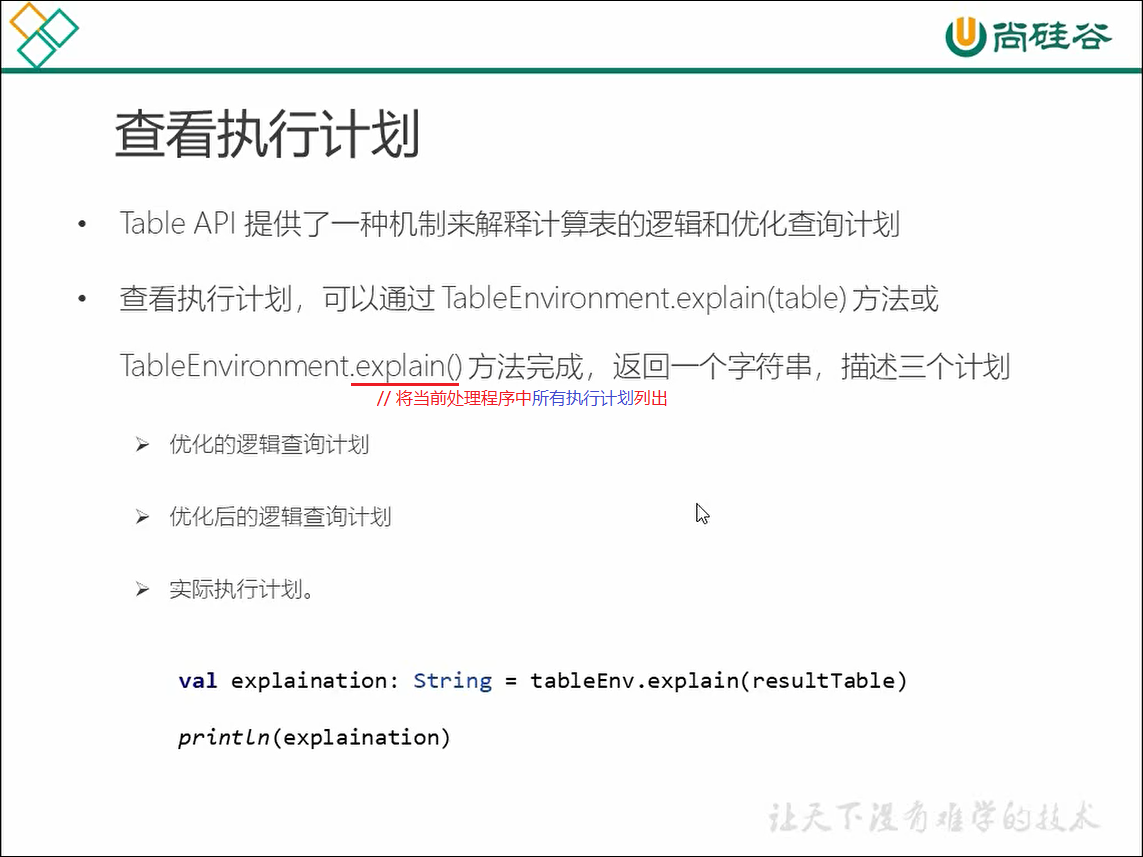 尚硅谷
查看执行计划
• Table API 提供了一种机制来解释计算表的逻辑和优化查询计划
• 查看执行计划，可以通过 TableEnvironment.explain(table) 方法或
TableEnvironment.explain() 方法完成，返回一个字符串，描述三个计划
// 将当前处理程序中所有执行计划列出
➢ 优化的逻辑查询计划
➢ 优化后的逻辑查询计划
➢ 实际执行计划。
val explaination: String = tableEnv.explain(resultTable)
println(explaination)
让天下没有难学的技术